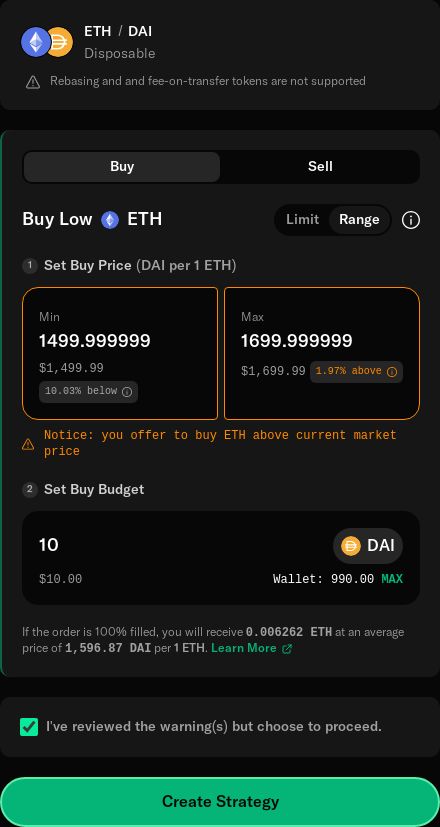 ETH / DAI
Disposable
Rebasing and and fee-on-transfer tokens are not supported
Buy Sell
Buy Low ETH Limit Range
1 Set Buy Price (DAI per 1 ETH)
Min Max
1499.999999 1699.999999
$1,499.99 $1,699.99 1.97% above
10.03% below
Notice: you offer to buy ETH above current market
price
2 Set Buy Budget
10 DAI
$10.00 Wallet: 990.00 MAX
If the order is 100% filled, you will receive 0.006262 ETH at an average
price of 1,596.87 DAI per 1 ETH. Learn More
I've reviewed the warning(s) but choose to proceed.
Create Strategy